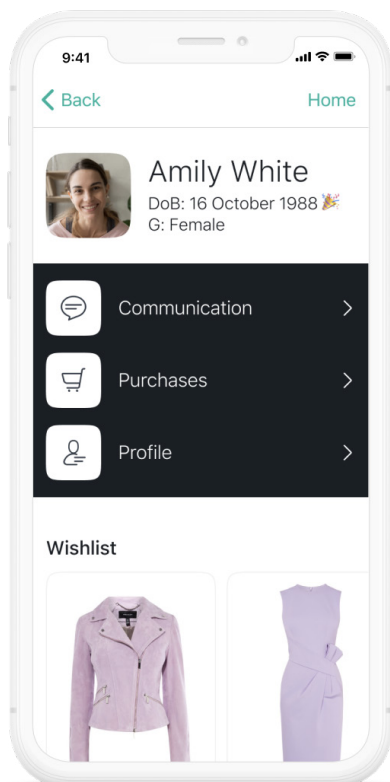 9:41
Back
Home
Amily White
DoB: 16 October 1988 🎉
G: Female
Communication
Purchases
Profile
Wishlist